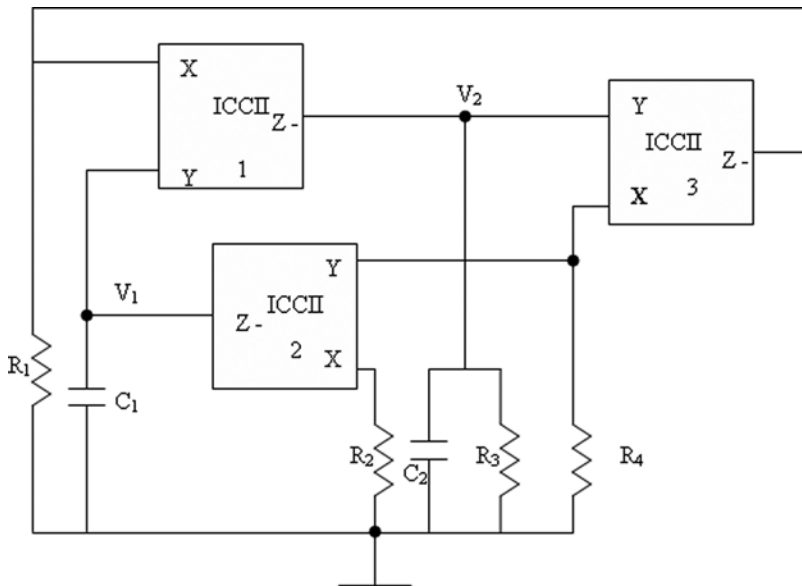 X
ICCII
Z-
Y
1
V₂
Y
ICCII
Z-
X
3
V₁
Y
ICCII
Z-
2
X
R₁
C₁
R₂
C₂
R₃
R₄